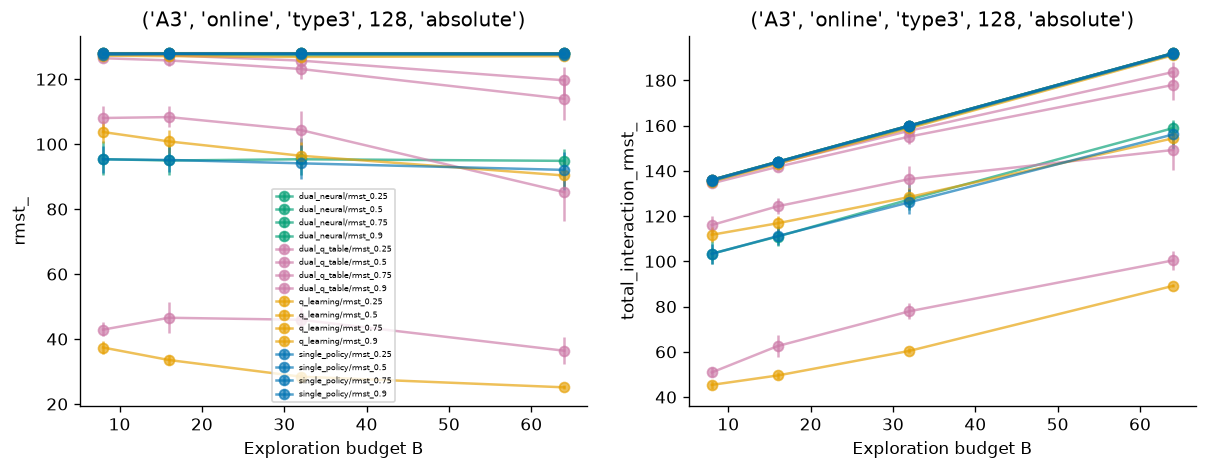 ('A3', 'online', 'type3', 128, 'absolute')
rmst_
120
100
80
60
40
20
dual_neural/rmst_0.25
dual_neural/rmst_0.5
dual_neural/rmst_0.75
dual_neural/rmst_0.9
dual_q_table/rmst_0.25
dual_q_table/rmst_0.5
dual_q_table/rmst_0.75
dual_q_table/rmst_0.9
q_learning/rmst_0.25
q_learning/rmst_0.5
q_learning/rmst_0.75
q_learning/rmst_0.9
single_policy/rmst_0.25
single_policy/rmst_0.5
single_policy/rmst_0.75
single_policy/rmst_0.9
10 20 30 40 50 60
Exploration budget B
('A3', 'online', 'type3', 128, 'absolute')
total_interaction_rmst_
180
160
140
120
100
80
60
40
10 20 30 40 50 60
Exploration budget B